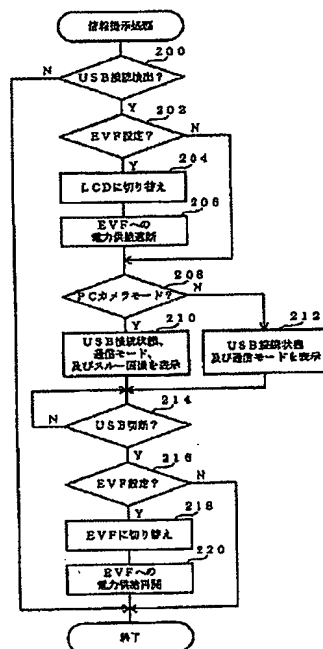 情報提示処理
200
USB接続検出?
N
Y
202
EVF設定?
N
Y
204
LCDに切り替え
206
EVFへの
電力供給遮断
208
PCカメラモード?
N
Y
210
USB接続状態、
通信モード、
及びスルー画像を表示
212
USB接続状態
及び通信モードを表示
214
USB切断?
N
Y
216
EVF設定?
N
Y
218
EVFに切り替え
220
EVFへの
電力供給再開
終了